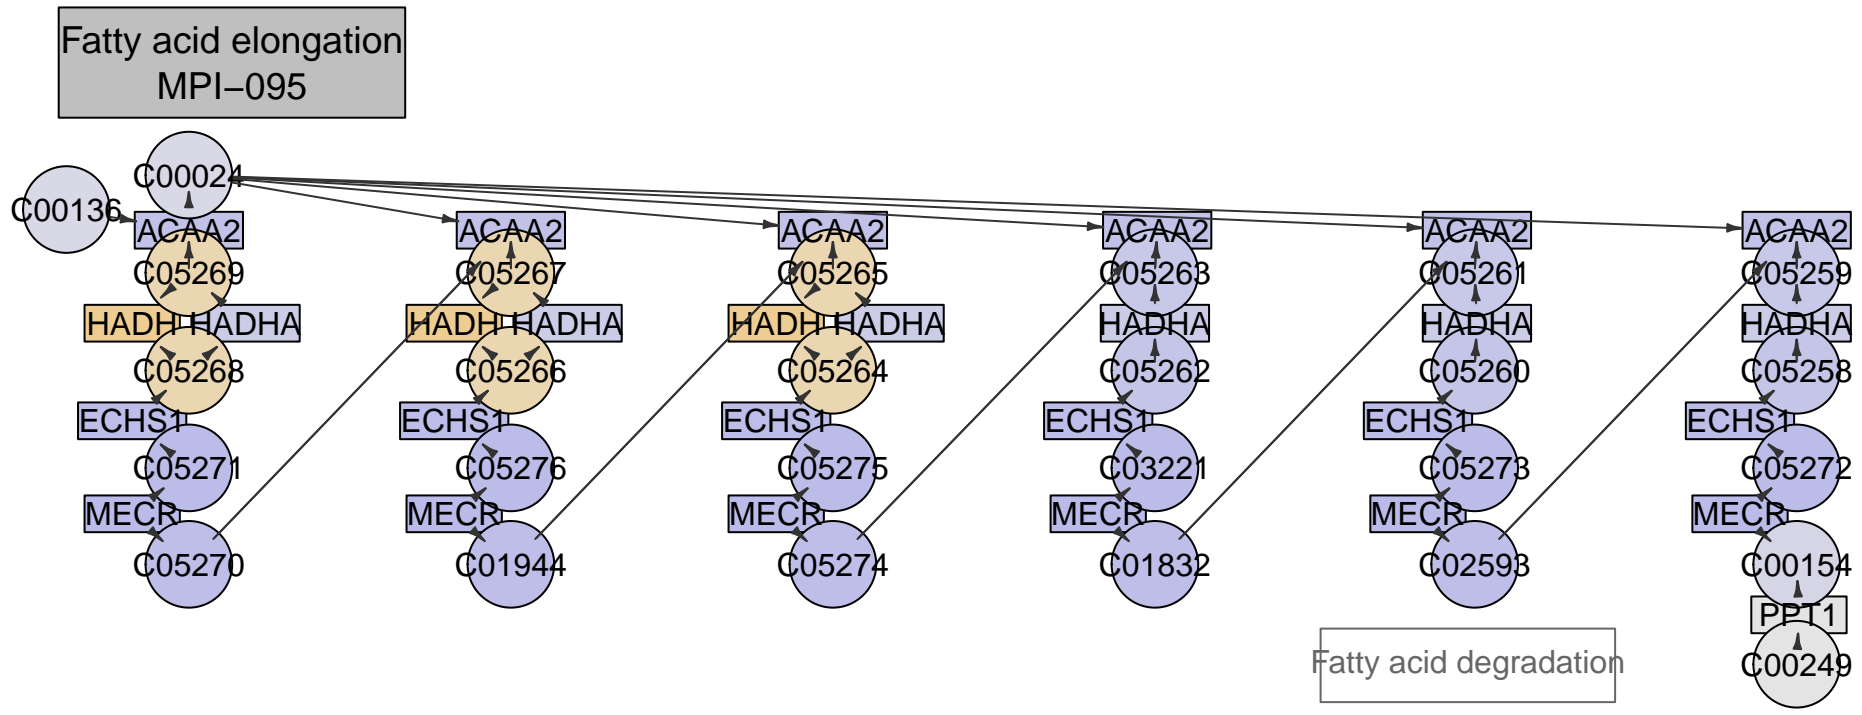 Fatty acid elongation
MPI−095
C00024
C00136
ACAA2 ACAA2 ACAA2 ACAA2 ACAA2 ACAA2
C05269 C05267 C05265 C05263 C05261 C05259
HADH HADHA HADH HADHA HADH HADHA HADHA HADHA HADHA
C05268 C05266 C05264 C05262 C05260 C05258
ECHS1 ECHS1 ECHS1 ECHS1 ECHS1 ECHS1
C05271 C05276 C05275 C03221 C05273 C05272
MECR MECR MECR MECR MECR MECR
C05270 C01944 C05274 C01832 C02593 C00154
PPT1
Fatty acid degradation C00249